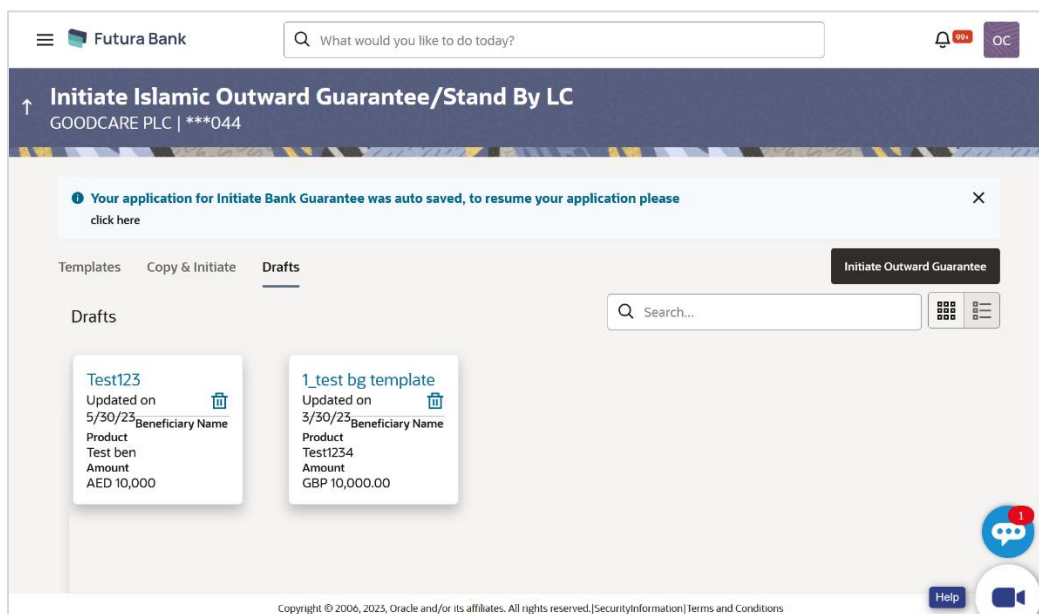 Futura Bank
What would you like to do today?
99+
OC
Initiate Islamic Outward Guarantee/Stand By LC
GOODCARE PLC | ***044
Your application for Initiate Bank Guarantee was auto saved, to resume your application please
click here
Templates Copy & Initiate Drafts
Initiate Outward Guarantee
Drafts
Search...
Test123
Updated on
5/30/23 Beneficiary Name
Product
Test ben
Amount
AED 10,000
1_test bg template
Updated on
3/30/23 Beneficiary Name
Product
Test1234
Amount
GBP 10,000.00
1
Help
Copyright © 2006, 2023, Oracle and/or its affiliates. All rights reserved.|SecurityInformation|Terms and Conditions